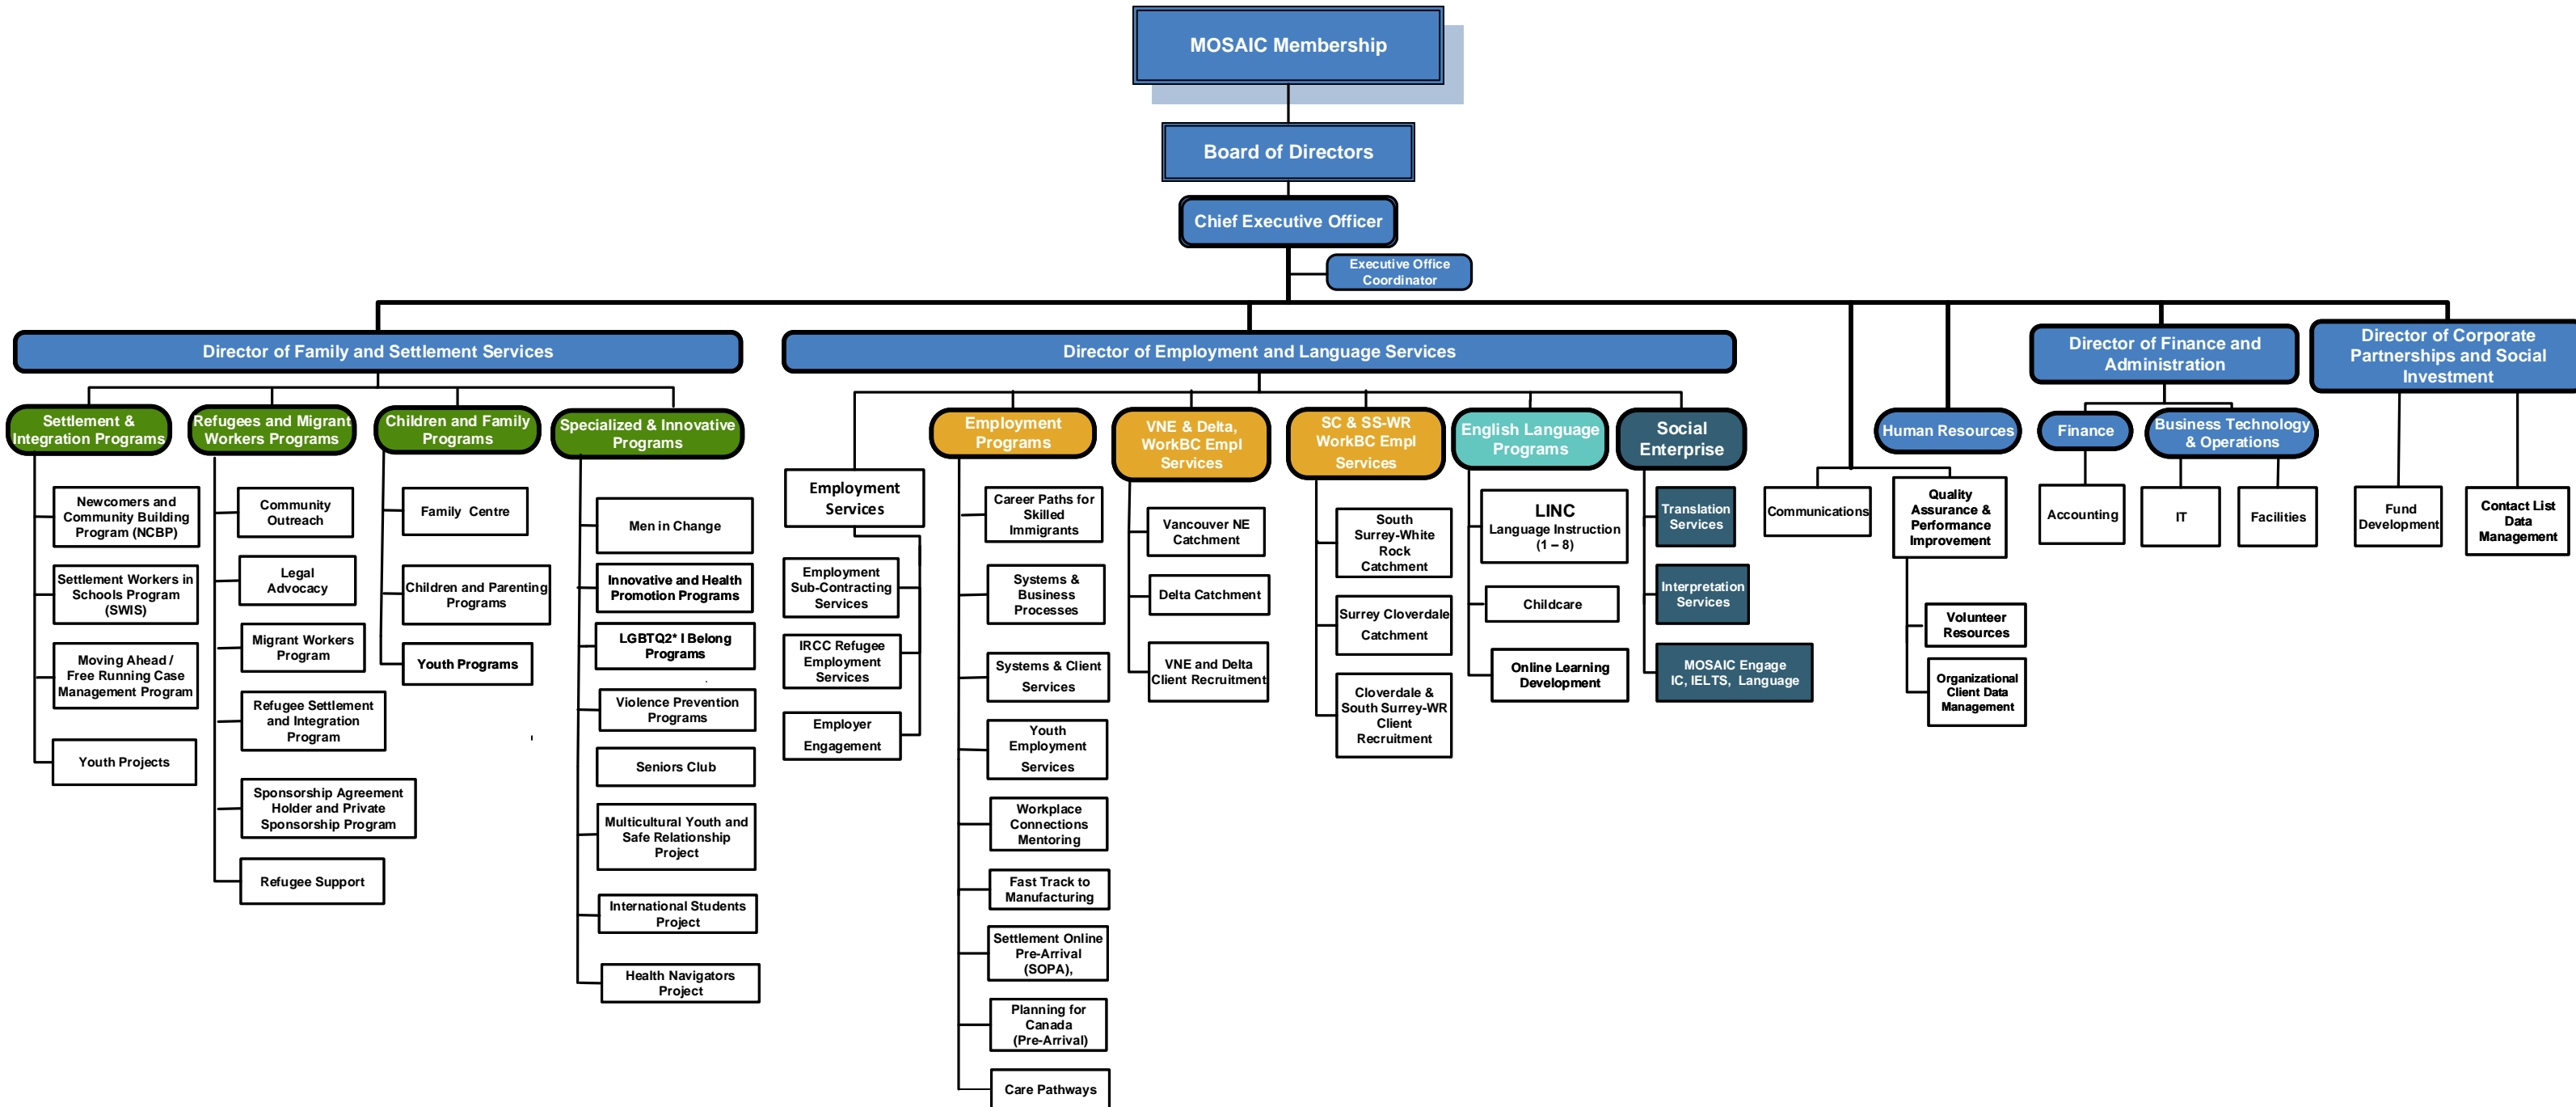 MOSAIC Membership
Board of Directors
Chief Executive Officer
Executive Office
Coordinator
Director of Family and Settlement Services
Director of Employment and Language Services
Director of Finance and
Administration
Director of Corporate
Partnerships and Social
Investment
Settlement &
Integration Programs
Newcomers and
Community Building
Program (NCBP)
Settlement Workers in
Schools Program
(SWIS)
Moving Ahead /
Free Running Case
Management Program
Youth Projects
Refugees and Migrant
Workers Programs
Community
Outreach
Legal
Advocacy
Migrant Workers
Program
Refugee Settlement
and Integration
Program
Sponsorship Agreement
Holder and Private
Sponsorship Program
Refugee Support
Children and Family
Programs
Family Centre
Children and Parenting
Programs
Youth Programs
Specialized & Innovative
Programs
Men in Change
Innovative and Health
Promotion Programs
LGBTQ2* I Belong
Programs
Violence Prevention
Programs
Seniors Club
Multicultural Youth and
Safe Relationship
Project
International Students
Project
Health Navigators
Project
Employment
Services
Employment
Sub-Contracting
Services
IRCC Refugee
Employment
Services
Employer
Engagement
Employment
Programs
Career Paths for
Skilled
Immigrants
Systems &
Business
Processes
Systems & Client
Services
Youth
Employment
Services
Workplace
Connections
Mentoring
Fast Track to
Manufacturing
Settlement Online
Pre-Arrival
(SOPA),
Planning for
Canada
(Pre-Arrival)
Care Pathways
VNE & Delta,
WorkBC Empl
Services
Vancouver NE
Catchment
Delta Catchment
VNE and Delta
Client Recruitment
SC & SS-WR
WorkBC Empl
Services
South
Surrey-White
Rock
Catchment
Surrey Cloverdale
Catchment
Cloverdale &
South Surrey-WR
Client
Recruitment
English Language
Programs
LINC
Language Instruction
(1 – 8)
Childcare
Online Learning
Development
Social
Enterprise
Translation
Services
Interpretation
Services
MOSAIC Engage
IC, IELTS, Language
Communications
Quality
Assurance &
Performance
Improvement
Volunteer
Resources
Organizational
Client Data
Management
Human Resources
Finance
Accounting
Business Technology
& Operations
IT
Facilities
Fund
Development
Contact List
Data
Management